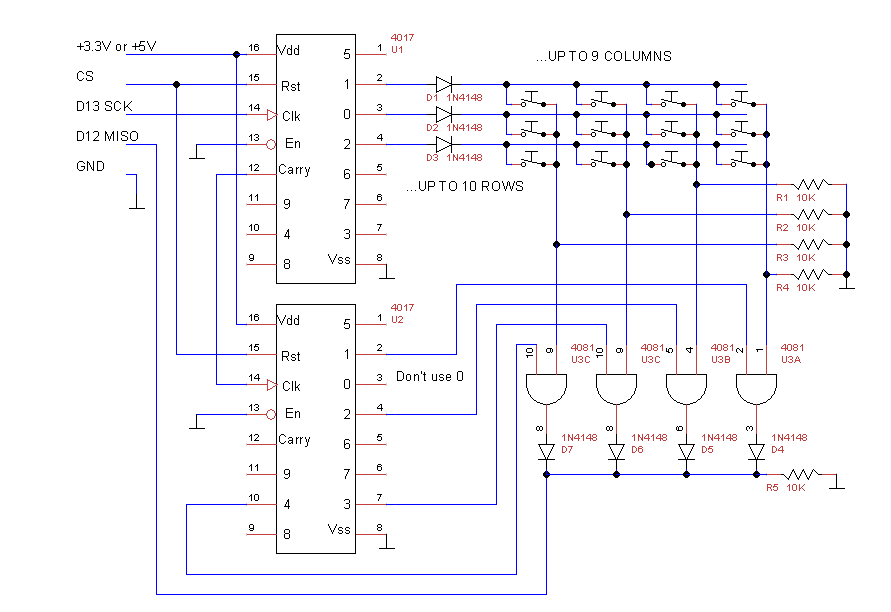 +3.3V or +5V
CS
D13 SCK
D12 MISO
GND
4017
U1
16 Vdd 5 1
15 Rst 1 2
14 Clk 0 3
13 En 2 4
12 Carry 6 5
11 9 7 6
10 4 3 7
9 8 Vss 8
D1 1N4148
D2 1N4148
D3 1N4148
...UP TO 9 COLUMNS
...UP TO 10 ROWS
R1 10K
R2 10K
R3 10K
R4 10K
4017
U2
16 Vdd 5 1
15 Rst 1 2
14 Clk 0 3
Don't use 0
13 En 2 4
12 Carry 6 5
11 9 7 6
10 4 3 7
9 8 Vss 8
10 9 4081
U3C
10 9 4081
U3C
5 4 4081
U3B
2 1 4081
U3A
8 1N4148
D7
8 1N4148
D6
6 1N4148
D5
3 1N4148
D4
R5 10K